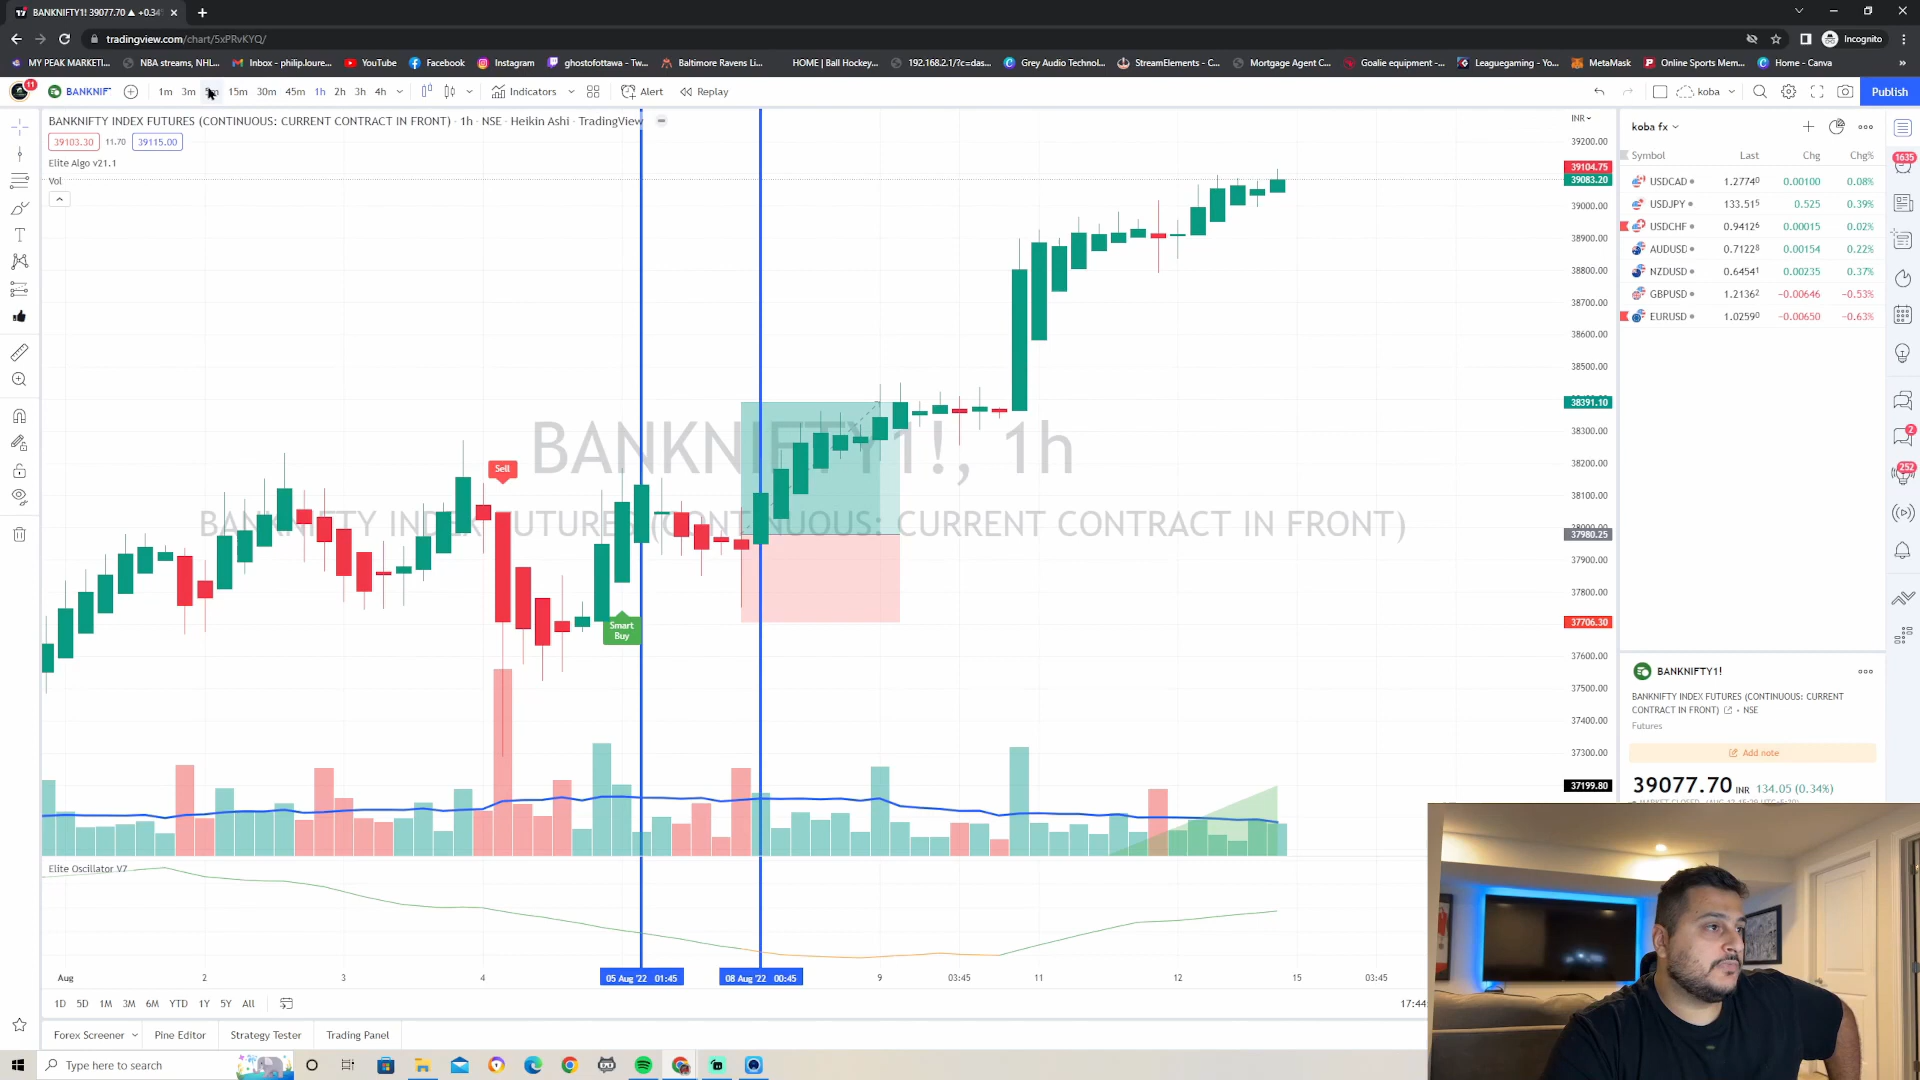 BANKNIFTY1! 39077.70 ▲ +0.34
tradingview.com/chart/5xPRvKYQ/
Incognito
MY PEAK MARKETI...
NBA streams, NHL...
Inbox - philip.loure...
YouTube
Facebook
Instagram
ghostofottawa - Tw...
Baltimore Ravens Li...
HOME | Ball Hockey...
192.168.2.1/?c=das...
Grey Audio Technol...
StreamElements - C...
Mortgage Agent C...
Goalie equipment -...
Leaguegaming - Yo...
MetaMask
Online Sports Mem...
Home - Canva
11
BANKNIF
1m 3m 5m 15m 30m 45m 1h 2h 3h 4h
Indicators
Alert
Replay
koba
Publish
BANKNIFTY INDEX FUTURES (CONTINUOUS: CURRENT CONTRACT IN FRONT) · 1h · NSE · Heikin Ashi · TradingView
39103.30 11.70 39115.00
Elite Algo v21.1
Vol
BANKNIFTY1!, 1h
BANKNIFTY INDEX FUTURES (CONTINUOUS: CURRENT CONTRACT IN FRONT)
Sell
Smart
Buy
INR
39200.00
39104.75
39083.20
39000.00
38900.00
38800.00
38700.00
38600.00
38500.00
38391.10
38300.00
38200.00
38100.00
38000.00
37980.25
37900.00
37800.00
37706.30
37600.00
37500.00
37400.00
37300.00
37199.80
Elite Oscillator V7
Aug 2 3 4 05 Aug '22 01:45 08 Aug '22 00:45 9 03:45 11 12 15 03:45
1D 5D 1M 3M 6M YTD 1Y 5Y All
17:44
Forex Screener
Pine Editor
Strategy Tester
Trading Panel
koba fx
Symbol Last Chg Chg%
USDCAD 1.27740 0.00100 0.08%
USDJPY 133.515 0.525 0.39%
USDCHF 0.94126 0.00015 0.02%
AUDUSD 0.71228 0.00154 0.22%
NZDUSD 0.64541 0.00235 0.37%
GBPUSD 1.21362 −0.00646 −0.53%
EURUSD 1.02590 −0.00650 −0.63%
1635
2
252
BANKNIFTY1!
BANKNIFTY INDEX FUTURES (CONTINUOUS: CURRENT
CONTRACT IN FRONT) • NSE
Futures
Add note
39077.70 INR 134.05 (0.34%)
Type here to search